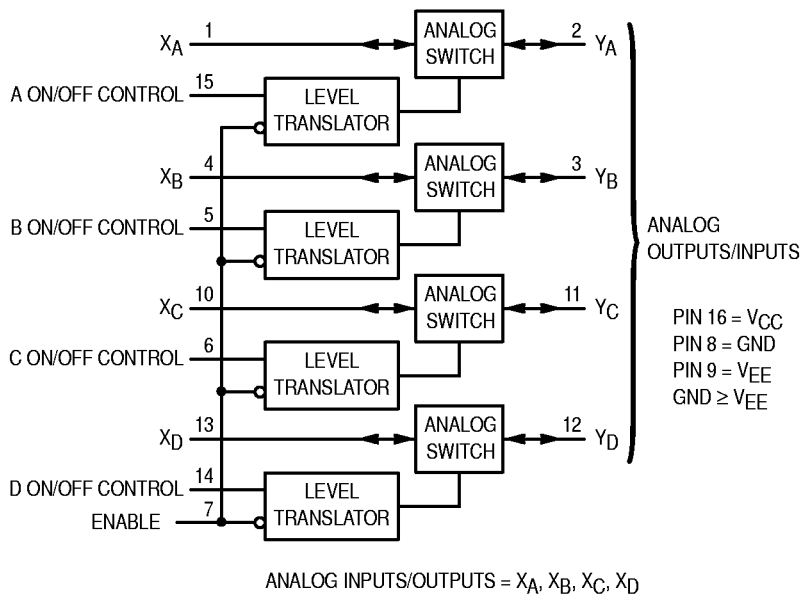 X_A 1 ANALOG SWITCH 2 Y_A
A ON/OFF CONTROL 15 LEVEL TRANSLATOR
X_B 4 ANALOG SWITCH 3 Y_B
B ON/OFF CONTROL 5 LEVEL TRANSLATOR
ANALOG OUTPUTS/INPUTS
X_C 10 ANALOG SWITCH 11 Y_C
C ON/OFF CONTROL 6 LEVEL TRANSLATOR
PIN 16 = V_CC
PIN 8 = GND
PIN 9 = V_EE
GND ≥ V_EE
X_D 13 ANALOG SWITCH 12 Y_D
D ON/OFF CONTROL 14 LEVEL TRANSLATOR
ENABLE 7
ANALOG INPUTS/OUTPUTS = X_A, X_B, X_C, X_D